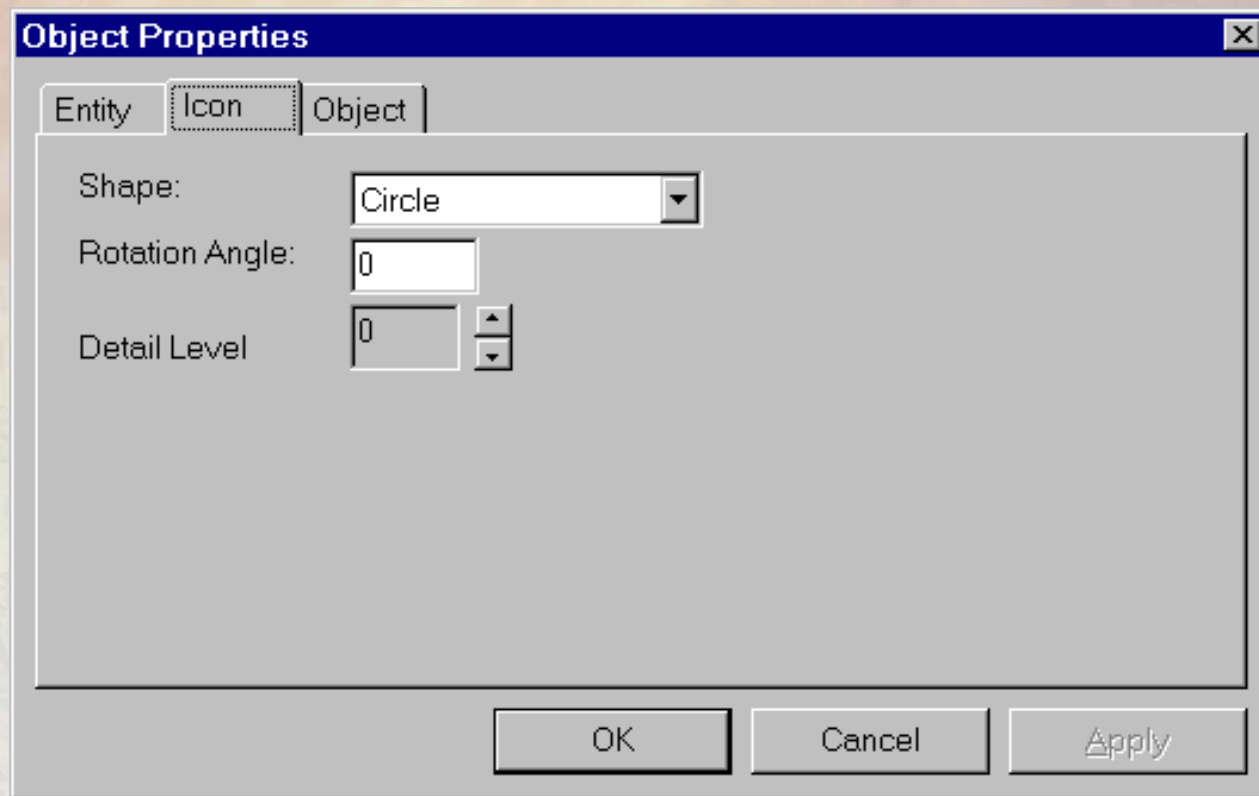 Object Properties
Entity Icon Object
Shape: Circle
Rotation Angle: 0
Detail Level 0
OK Cancel Apply